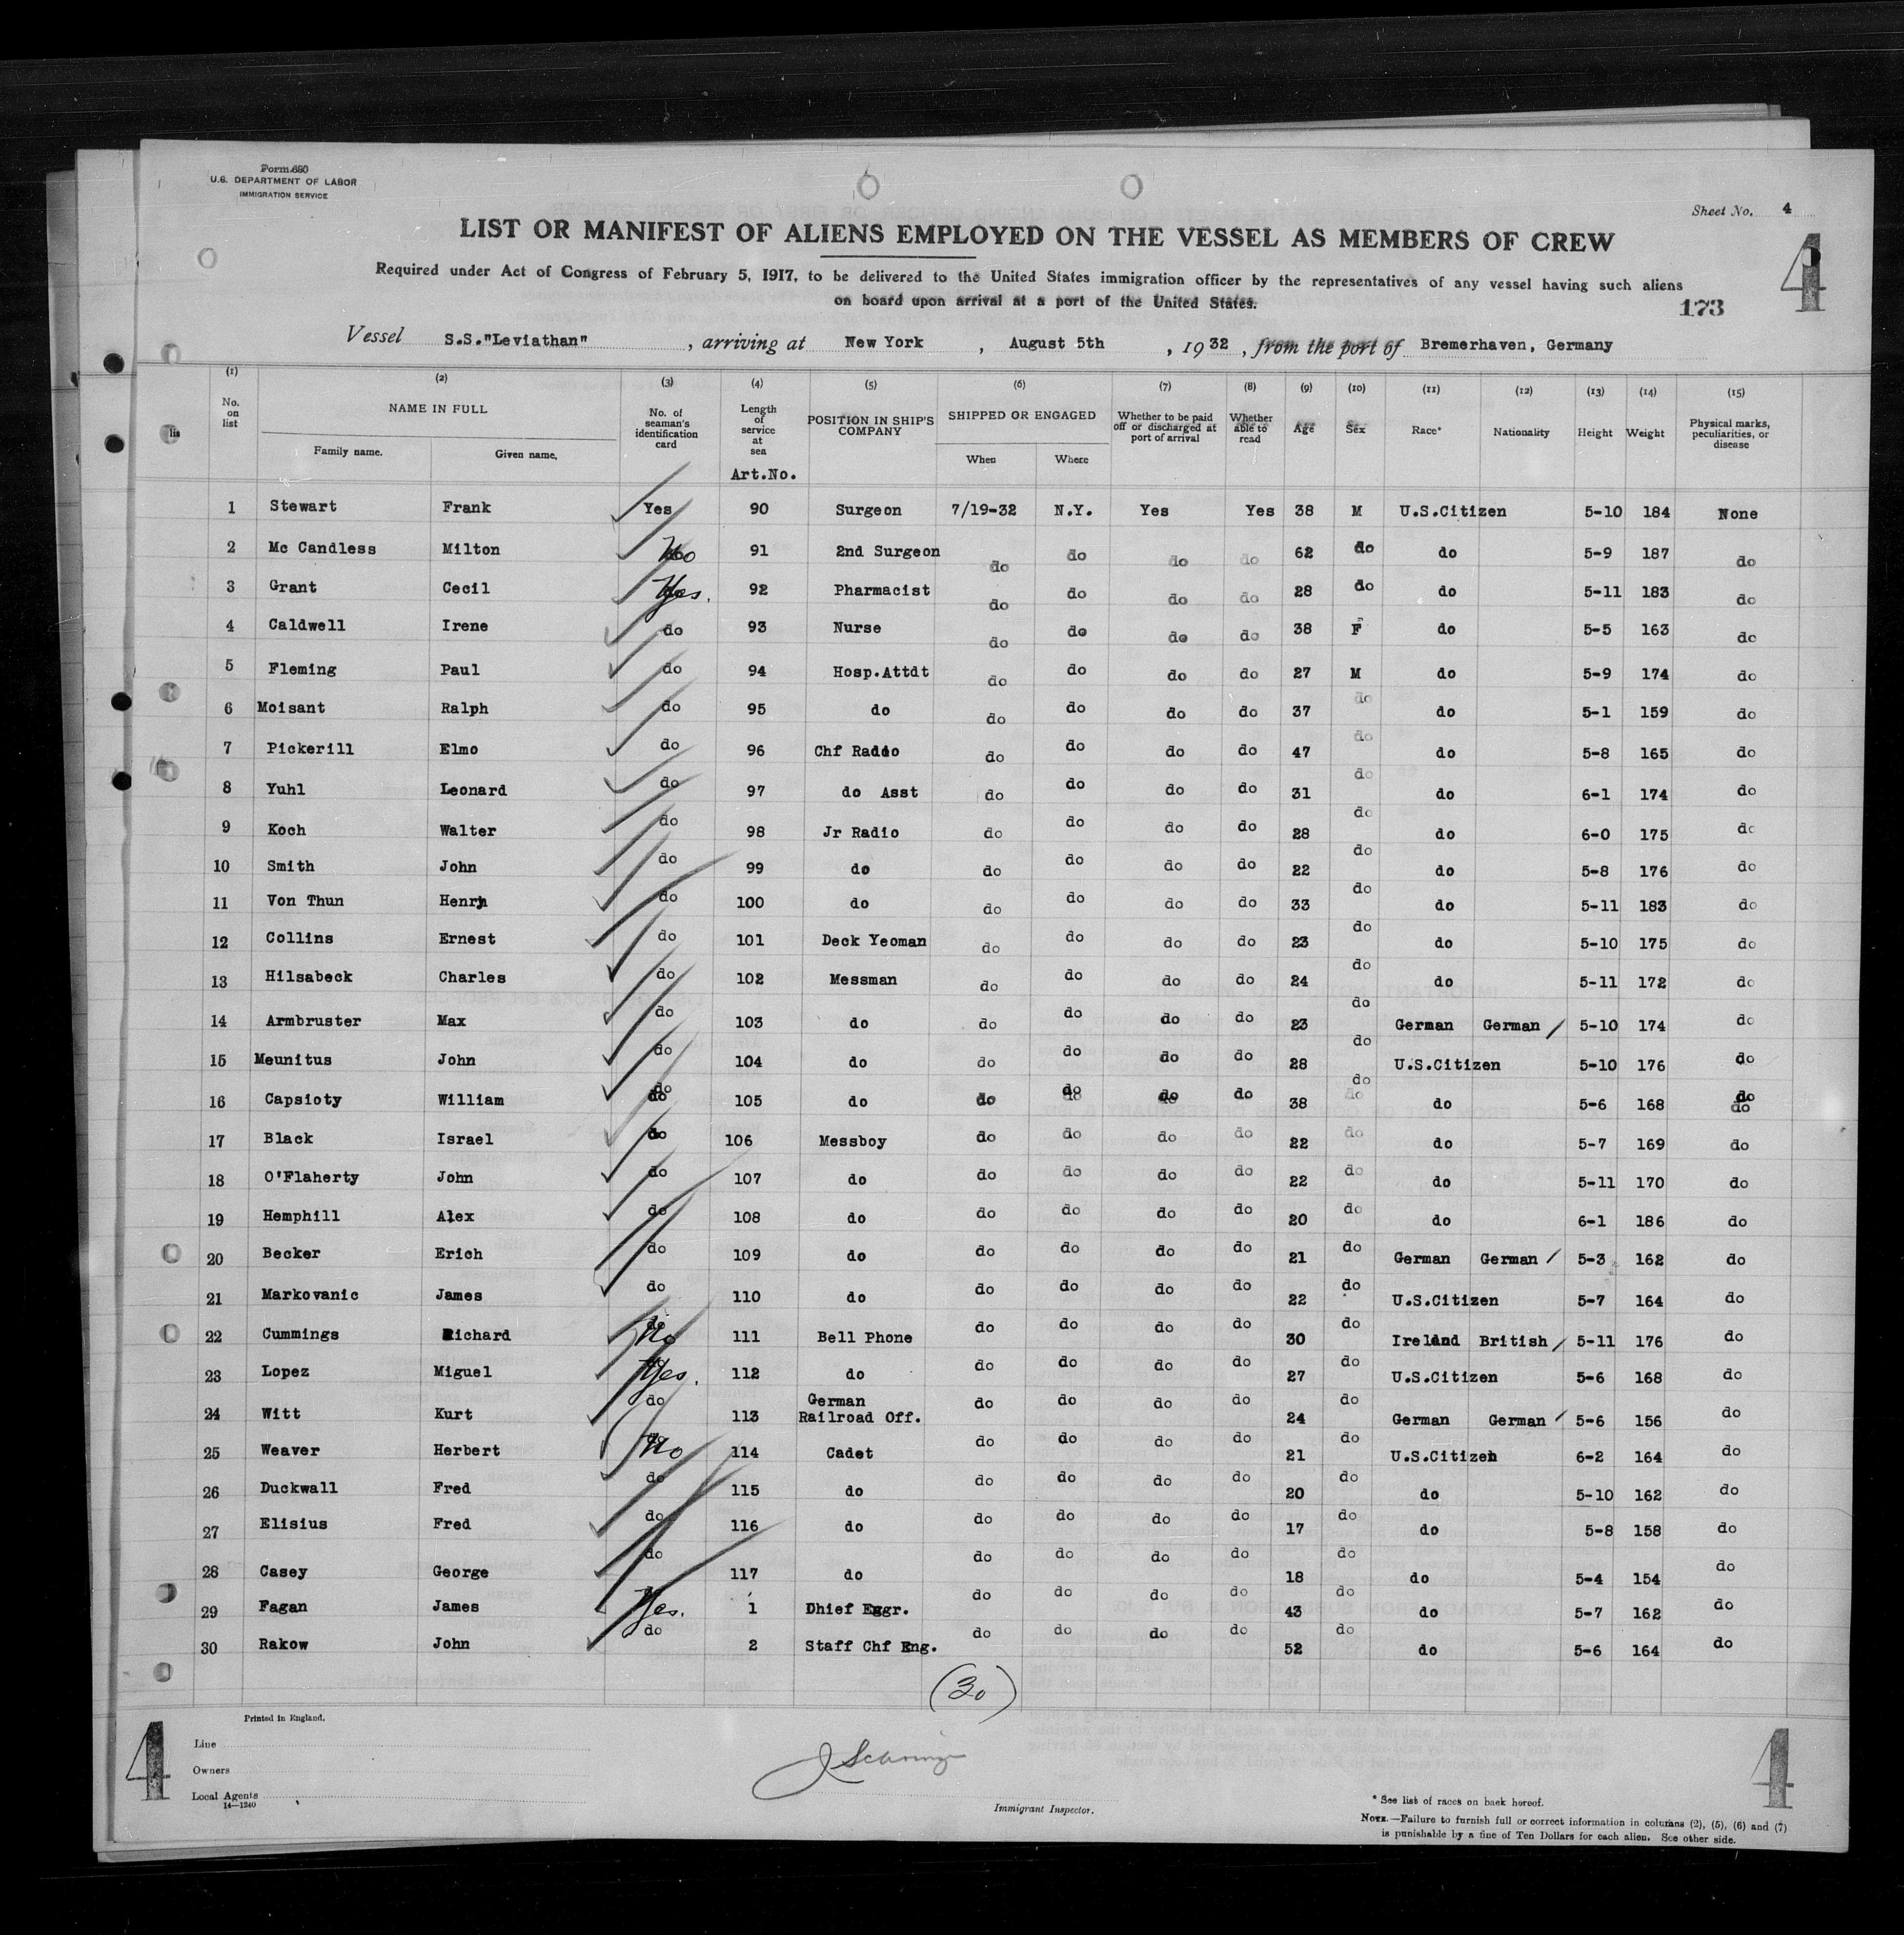 Form 680
U.S. DEPARTMENT OF LABOR
IMMIGRATION SERVICE
Sheet No. 4
LIST OR MANIFEST OF ALIENS EMPLOYED ON THE VESSEL AS MEMBERS OF CREW
4
Required under Act of Congress of February 5, 1917, to be delivered to the United States immigration officer by the representatives of any vessel having such aliens
on board upon arrival at a port of the United States.
173
Vessel S.S."Leviathan" , arriving at New York , August 5th , 1932 , from the port of Bremerhaven, Germany
(1) (2) (3) (4) (5) (6) (7) (8) (9) (10) (11) (12) (13) (14) (15)
No. on list NAME IN FULL Family name. Given name. No. of seaman's identification card Length of service at sea Art.No. POSITION IN SHIP'S COMPANY SHIPPED OR ENGAGED When Where Whether to be paid off or discharged at port of arrival Whether able to read Age Sex Race* Nationality Height Weight Physical marks, peculiarities, or disease
1 Stewart Frank Yes 90 Surgeon 7/19-32 N.Y. Yes Yes 38 M U.S.Citizen 5-10 184 None
2 Mc Candless Milton No 91 2nd Surgeon do do do do 62 do do 5-9 187 do
3 Grant Cecil Yes. 92 Pharmacist do do do do 28 do do 5-11 183 do
4 Caldwell Irene do 93 Nurse do do do do 38 F do 5-5 163 do
5 Fleming Paul do 94 Hosp.Attdt do do do do 27 M do 5-9 174 do
6 Moisant Ralph do 95 do do do do do 37 do do 5-1 159 do
7 Pickerill Elmo do 96 Chf Radio do do do do 47 do do 5-8 165 do
8 Yuhl Leonard do 97 do Asst do do do do 31 do do 6-1 174 do
9 Koch Walter do 98 Jr Radio do do do do 28 do do 6-0 175 do
10 Smith John do 99 do do do do do 22 do do 5-8 176 do
11 Von Thun Henry do 100 do do do do do 33 do do 5-11 183 do
12 Collins Ernest do 101 Deck Yeoman do do do do 23 do do 5-10 175 do
13 Hilsabeck Charles do 102 Messman do do do do 24 do do 5-11 172 do
14 Armbruster Max do 103 do do do do do 23 do German German / 5-10 174 do
15 Meunitus John do 104 do do do do do 28 do U.S.Citizen 5-10 176 do
16 Capsioty William do 105 do do do do do 38 do do 5-6 168 do
17 Black Israel do 106 Messboy do do do do 22 do do 5-7 169 do
18 O'Flaherty John do 107 do do do do do 22 do do 5-11 170 do
19 Hemphill Alex do 108 do do do do do 20 do do 6-1 186 do
20 Becker Erich do 109 do do do do do 21 do German German / 5-3 162 do
21 Markovanic James do 110 do do do do do 22 do U.S.Citizen 5-7 164 do
22 Cummings Richard No 111 Bell Phone do do do do 30 do Irelánd British / 5-11 176 do
23 Lopez Miguel Yes. 112 do do do do do 27 do U.S.Citizen 5-6 168 do
24 Witt Kurt do 113 German Railroad Off. do do do do 24 do German German / 5-6 156 do
25 Weaver Herbert No 114 Cadet do do do do 21 do U.S.Citizen 6-2 164 do
26 Duckwall Fred do 115 do do do do do 20 do do 5-10 162 do
27 Elisius Fred do 116 do do do do do 17 do do 5-8 158 do
28 Casey George do 117 do do do do do 18 do do 5-4 154 do
29 Fagan James Yes. 1 Dhief Eggr. do do do do 43 do do 5-7 162 do
30 Rakow John do 2 Staff Chf Eng. do do do do 52 do do 5-6 164 do
(30)
Printed in England.
4
Line
Owners
Local Agents
14—1240
Immigrant Inspector.
* See list of races on back hereof.
NOTE.—Failure to furnish full or correct information in columns (2), (5), (6) and (7)
is punishable by a fine of Ten Dollars for each alien. See other side.
4